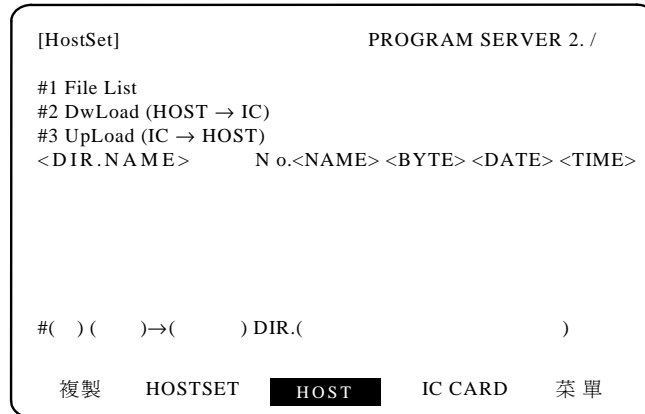 [HostSet] PROGRAM SERVER 2. /
#1 File List
#2 DwLoad (HOST → IC)
#3 UpLoad (IC → HOST)
<DIR.NAME> N o.<NAME> <BYTE> <DATE> <TIME>
#( ) ( )→( ) DIR.( )
複製 HOSTSET HOST IC CARD 菜 單